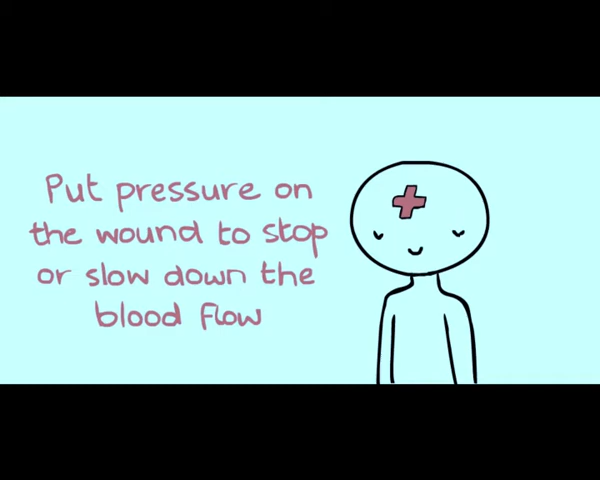 Put pressure on
the wound to stop
or slow down the
blood flow